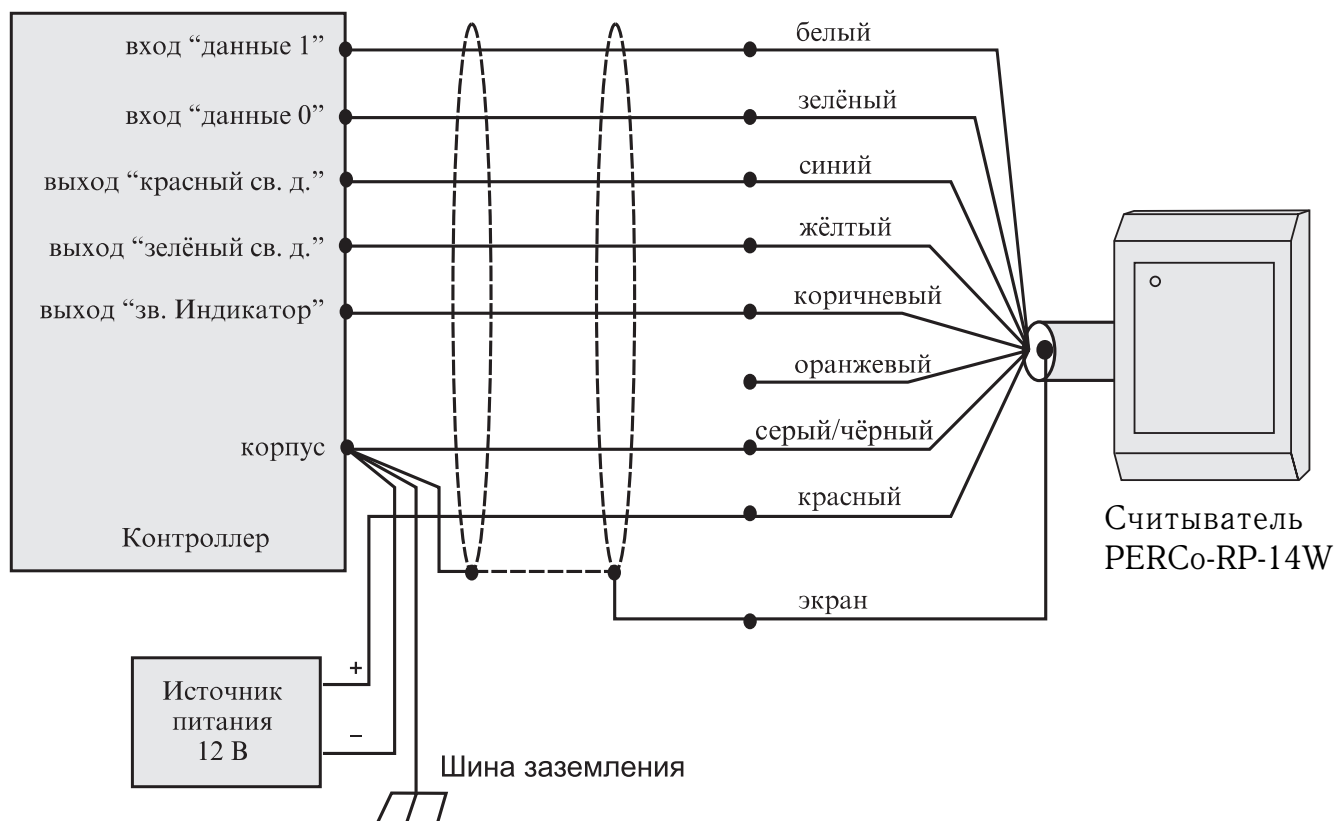 белый
вход “данные 1”
зелёный
вход “данные 0”
синий
выход “красный св. д.”
жёлтый
выход “зелёный св. д.”
коричневый
выход “зв. Индикатор”
оранжевый
серый/чёрный
корпус
красный
Контроллер
Считыватель
PERCo-RP-14W
экран
+
Источник
питания
12 В
–
Шина заземления